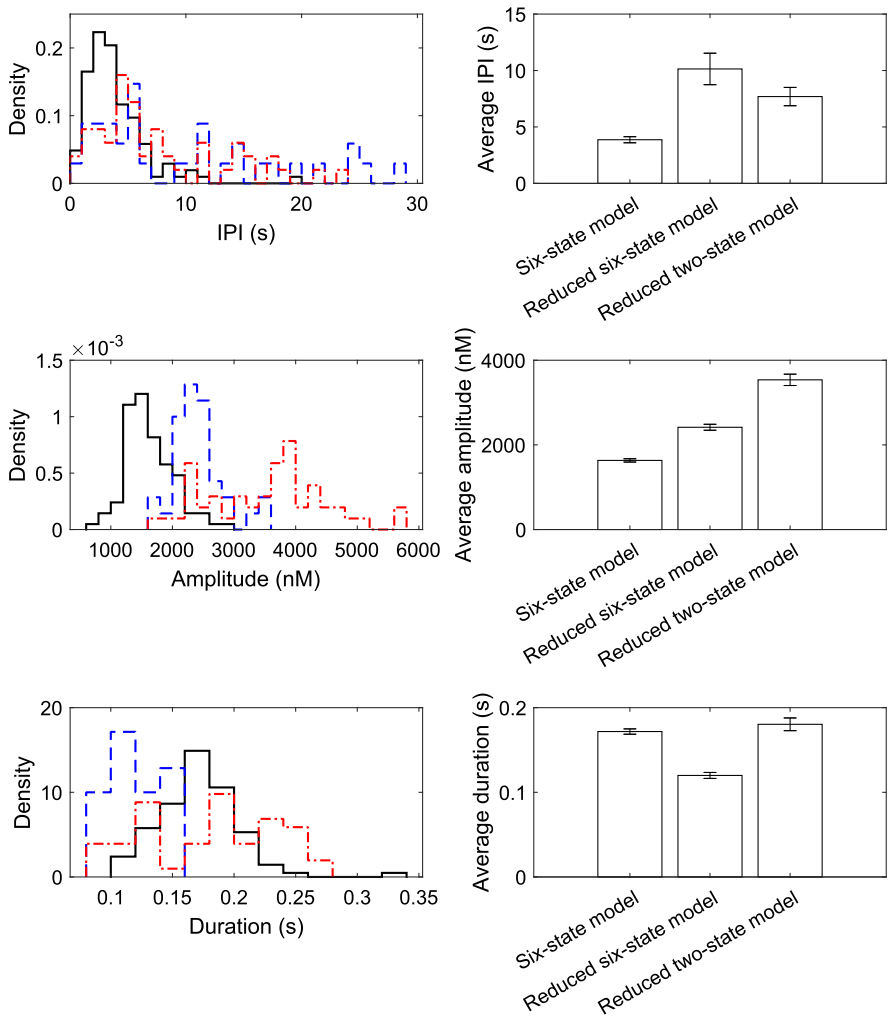 Density
0.2
0.1
0
0
10
20
30
IPI (s)
Average IPI (s)
15
10
5
0
Six-state model
Reduced six-state model
Reduced two-state model
×10⁻³
Density
1.5
1
0.5
0
1000
2000
3000
4000
5000
6000
Amplitude (nM)
Average amplitude (nM)
4000
2000
0
Six-state model
Reduced six-state model
Reduced two-state model
Density
20
10
0
0.1
0.15
0.2
0.25
0.3
0.35
Duration (s)
Average duration (s)
0.2
0.1
0
Six-state model
Reduced six-state model
Reduced two-state model